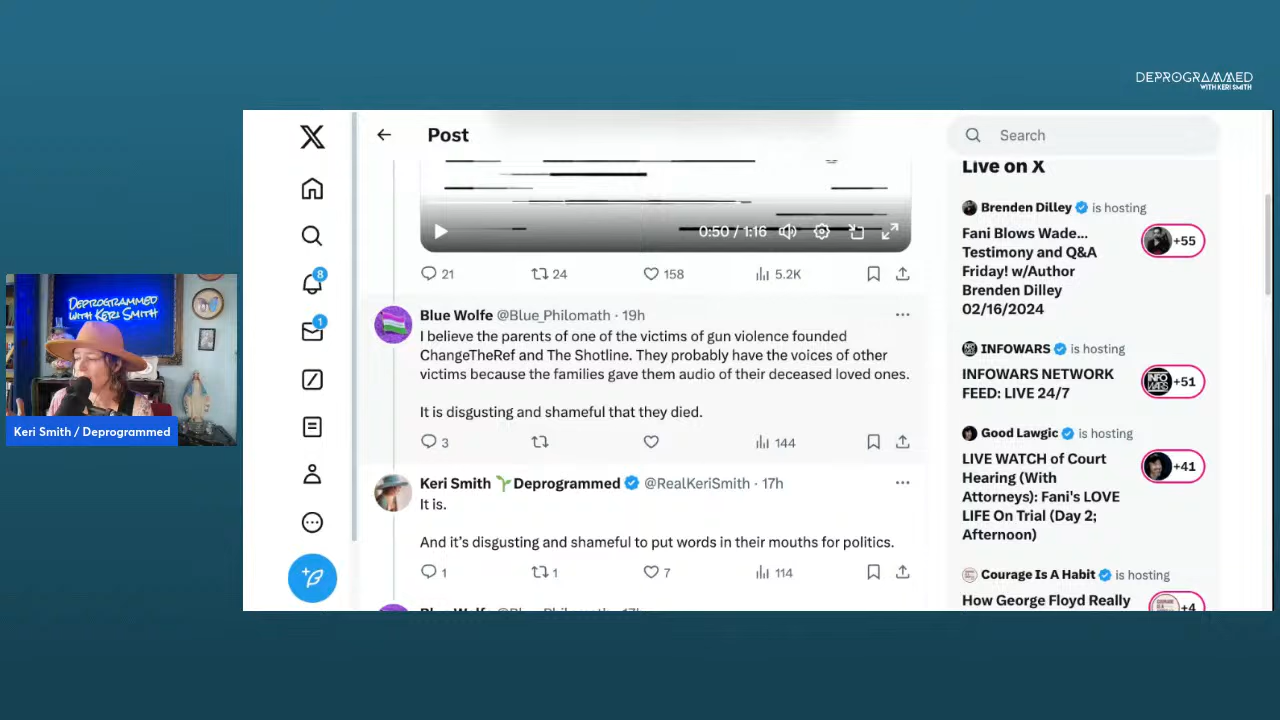 DEPROGRAMMED
WITH KERI SMITH
DEPROGRAMMED
WITH KERI SMITH
Keri Smith / Deprogrammed
X
8
1
Post
0:50 / 1:16
21 24 158 5.2K
Blue Wolfe @Blue_Philomath · 19h
I believe the parents of one of the victims of gun violence founded
ChangeTheRef and The Shotline. They probably have the voices of other
victims because the families gave them audio of their deceased loved ones.
It is disgusting and shameful that they died.
3 144
Keri Smith Deprogrammed @RealKeriSmith · 17h
It is.
And it’s disgusting and shameful to put words in their mouths for politics.
1 1 7 114
Blue Wolfe @Blue_Philomath · 17h
Search
Live on X
Brenden Dilley is hosting
Fani Blows Wade...
Testimony and Q&A
Friday! w/Author
Brenden Dilley
02/16/2024
+55
INFOWARS is hosting
INFOWARS NETWORK
FEED: LIVE 24/7
+51
Good Lawgic is hosting
LIVE WATCH of Court
Hearing (With
Attorneys): Fani's LOVE
LIFE On Trial (Day 2;
Afternoon)
+41
Courage Is A Habit is hosting
How George Floyd Really
+4